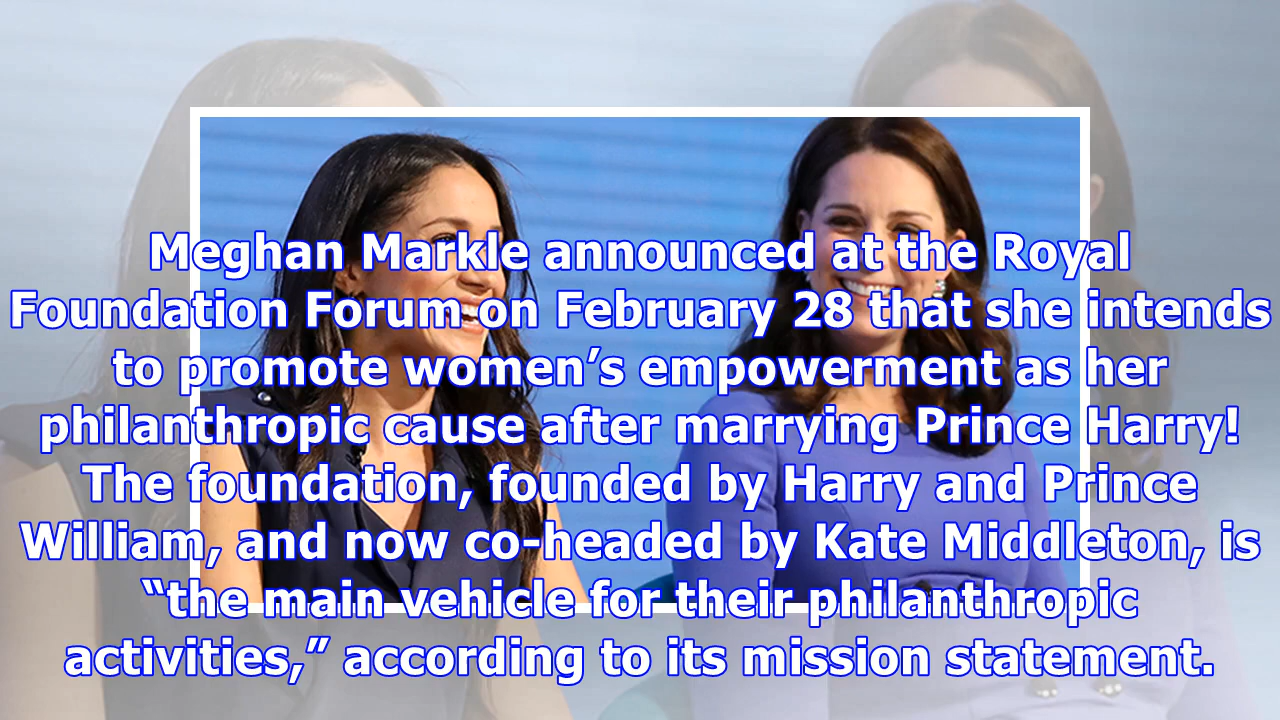 Meghan Markle announced at the Royal
Foundation Forum on February 28 that she intends
to promote women’s empowerment as her
philanthropic cause after marrying Prince Harry!
The foundation, founded by Harry and Prince
William, and now co-headed by Kate Middleton, is
“the main vehicle for their philanthropic
activities,” according to its mission statement.